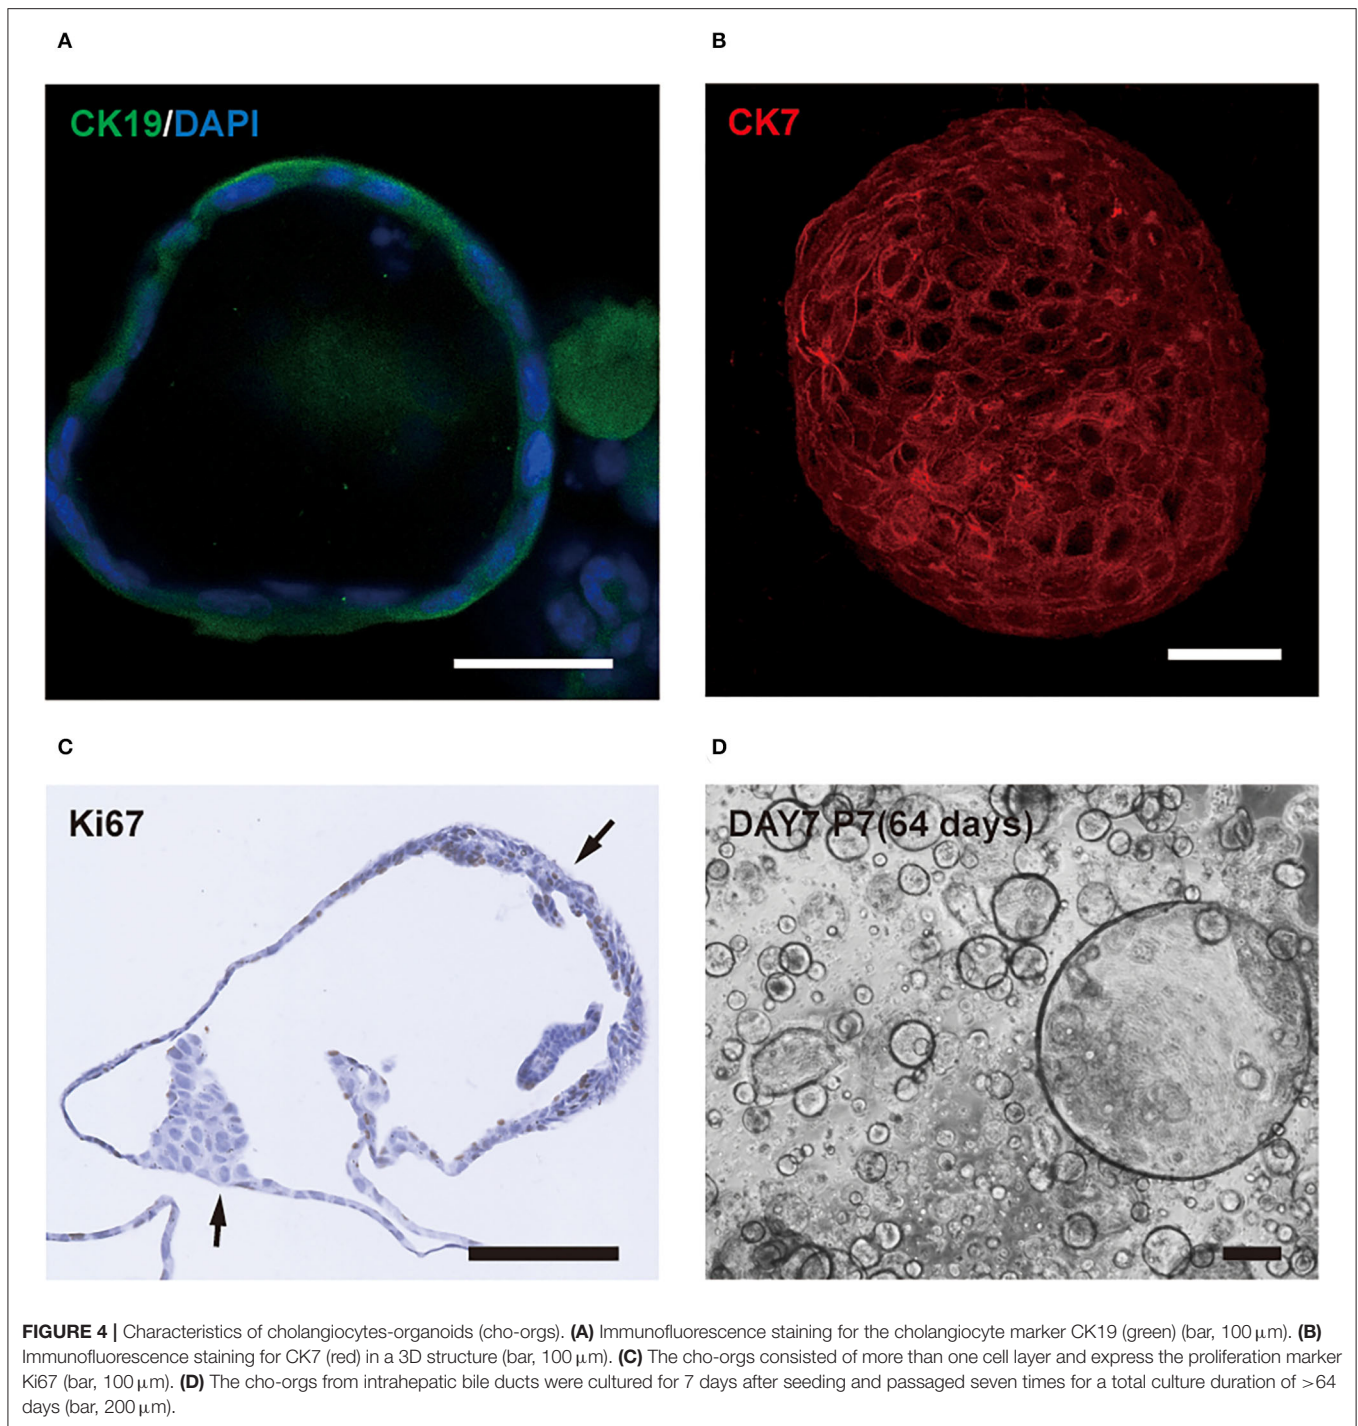 A
B
CK19/DAPI
CK7
C
D
Ki67
DAY7 P7(64 days)
FIGURE 4 | Characteristics of cholangiocytes-organoids (cho-orgs). (A) Immunofluorescence staining for the cholangiocyte marker CK19 (green) (bar, 100 μm). (B)
Immunofluorescence staining for CK7 (red) in a 3D structure (bar, 100 μm). (C) The cho-orgs consisted of more than one cell layer and express the proliferation marker
Ki67 (bar, 100 μm). (D) The cho-orgs from intrahepatic bile ducts were cultured for 7 days after seeding and passaged seven times for a total culture duration of >64
days (bar, 200 μm).